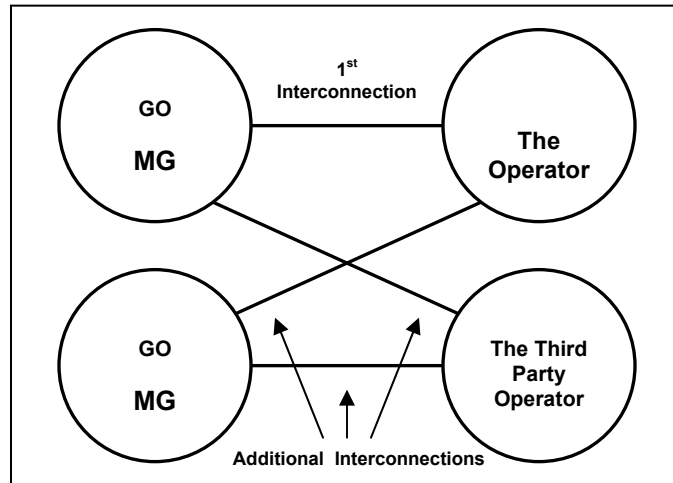 1st
Interconnection
GO
MG
The
Operator
GO
MG
The Third
Party
Operator
Additional Interconnections